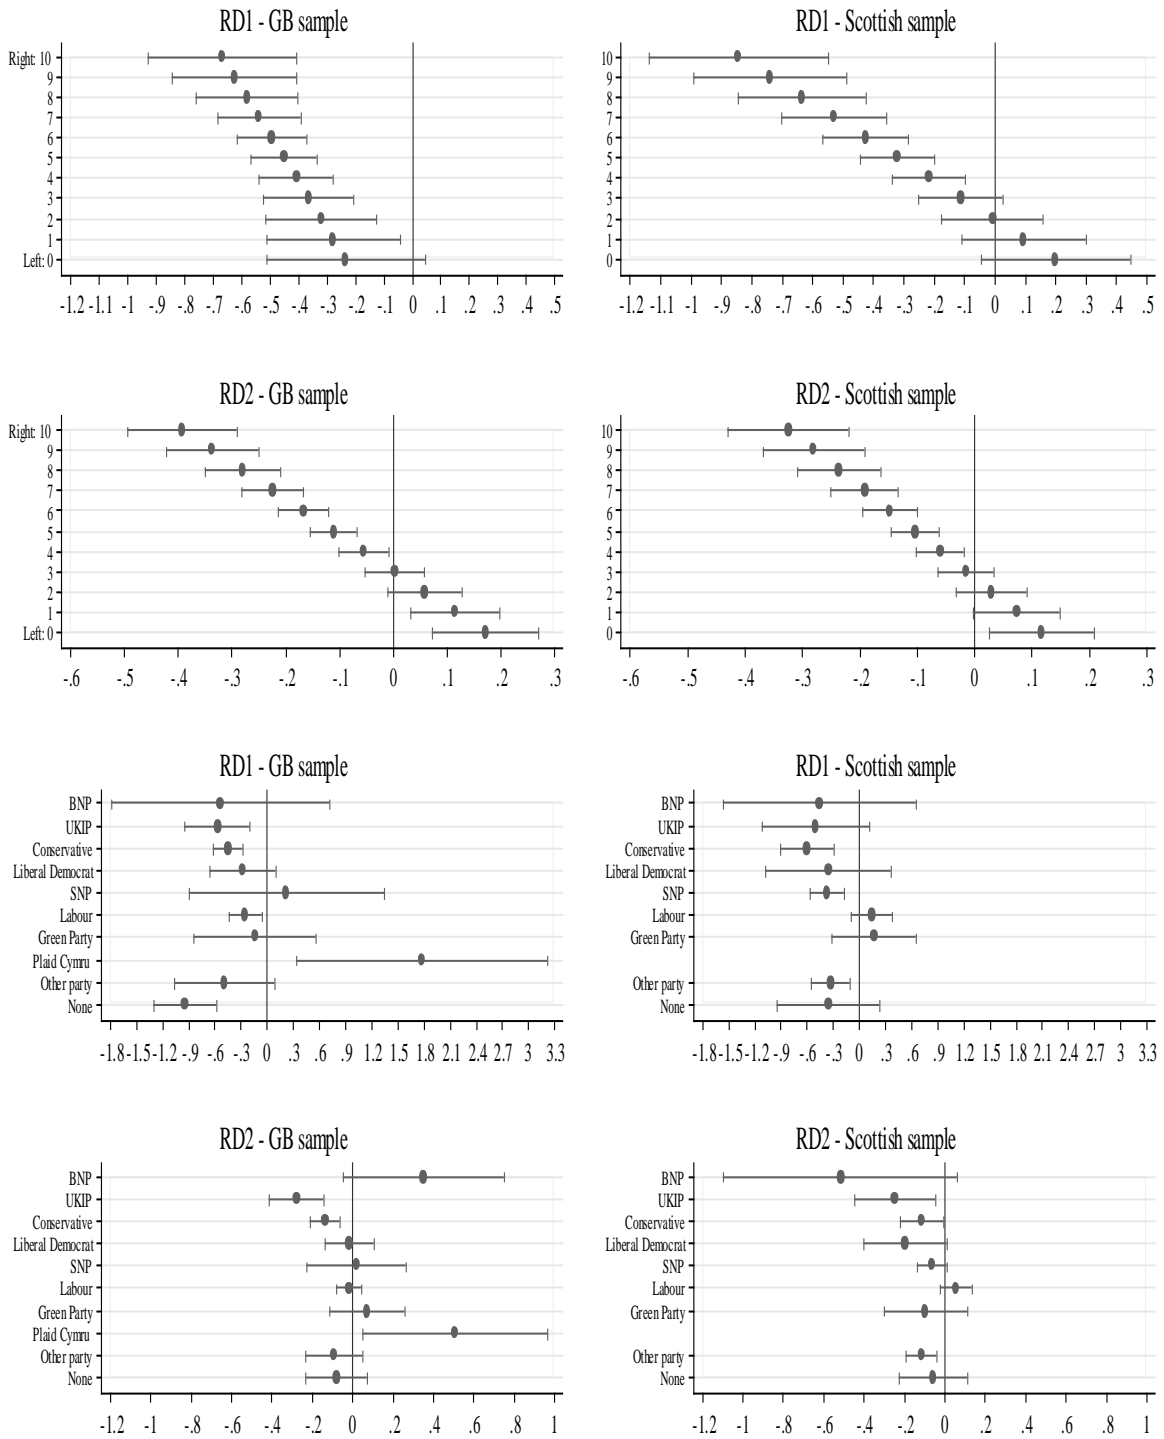 RD1 - GB sample
Right: 10
9
8
7
6
5
4
3
2
1
Left: 0
-1.2 -1.1 -1 -.9 -.8 -.7 -.6 -.5 -.4 -.3 -.2 -.1 0 .1 .2 .3 .4 .5
RD1 - Scottish sample
10
9
8
7
6
5
4
3
2
1
0
-1.2 -1.1 -1 -.9 -.8 -.7 -.6 -.5 -.4 -.3 -.2 -.1 0 .1 .2 .3 .4 .5
RD2 - GB sample
Right: 10
9
8
7
6
5
4
3
2
1
Left: 0
-.6 -.5 -.4 -.3 -.2 -.1 0 .1 .2 .3
RD2 - Scottish sample
10
9
8
7
6
5
4
3
2
1
0
-.6 -.5 -.4 -.3 -.2 -.1 0 .1 .2 .3
RD1 - GB sample
BNP
UKIP
Conservative
Liberal Democrat
SNP
Labour
Green Party
Plaid Cymru
Other party
None
-1.8 -1.5 -1.2 -.9 -.6 -.3 0 .3 .6 .9 1.2 1.5 1.8 2.1 2.4 2.7 3 3.3
RD1 - Scottish sample
BNP
UKIP
Conservative
Liberal Democrat
SNP
Labour
Green Party
Other party
None
-1.8 -1.5 -1.2 -.9 -.6 -.3 0 .3 .6 .9 1.2 1.5 1.8 2.1 2.4 2.7 3 3.3
RD2 - GB sample
BNP
UKIP
Conservative
Liberal Democrat
SNP
Labour
Green Party
Plaid Cymru
Other party
None
-1.2 -1 -.8 -.6 -.4 -.2 0 .2 .4 .6 .8 1
RD2 - Scottish sample
BNP
UKIP
Conservative
Liberal Democrat
SNP
Labour
Green Party
Other party
None
-1.2 -1 -.8 -.6 -.4 -.2 0 .2 .4 .6 .8 1